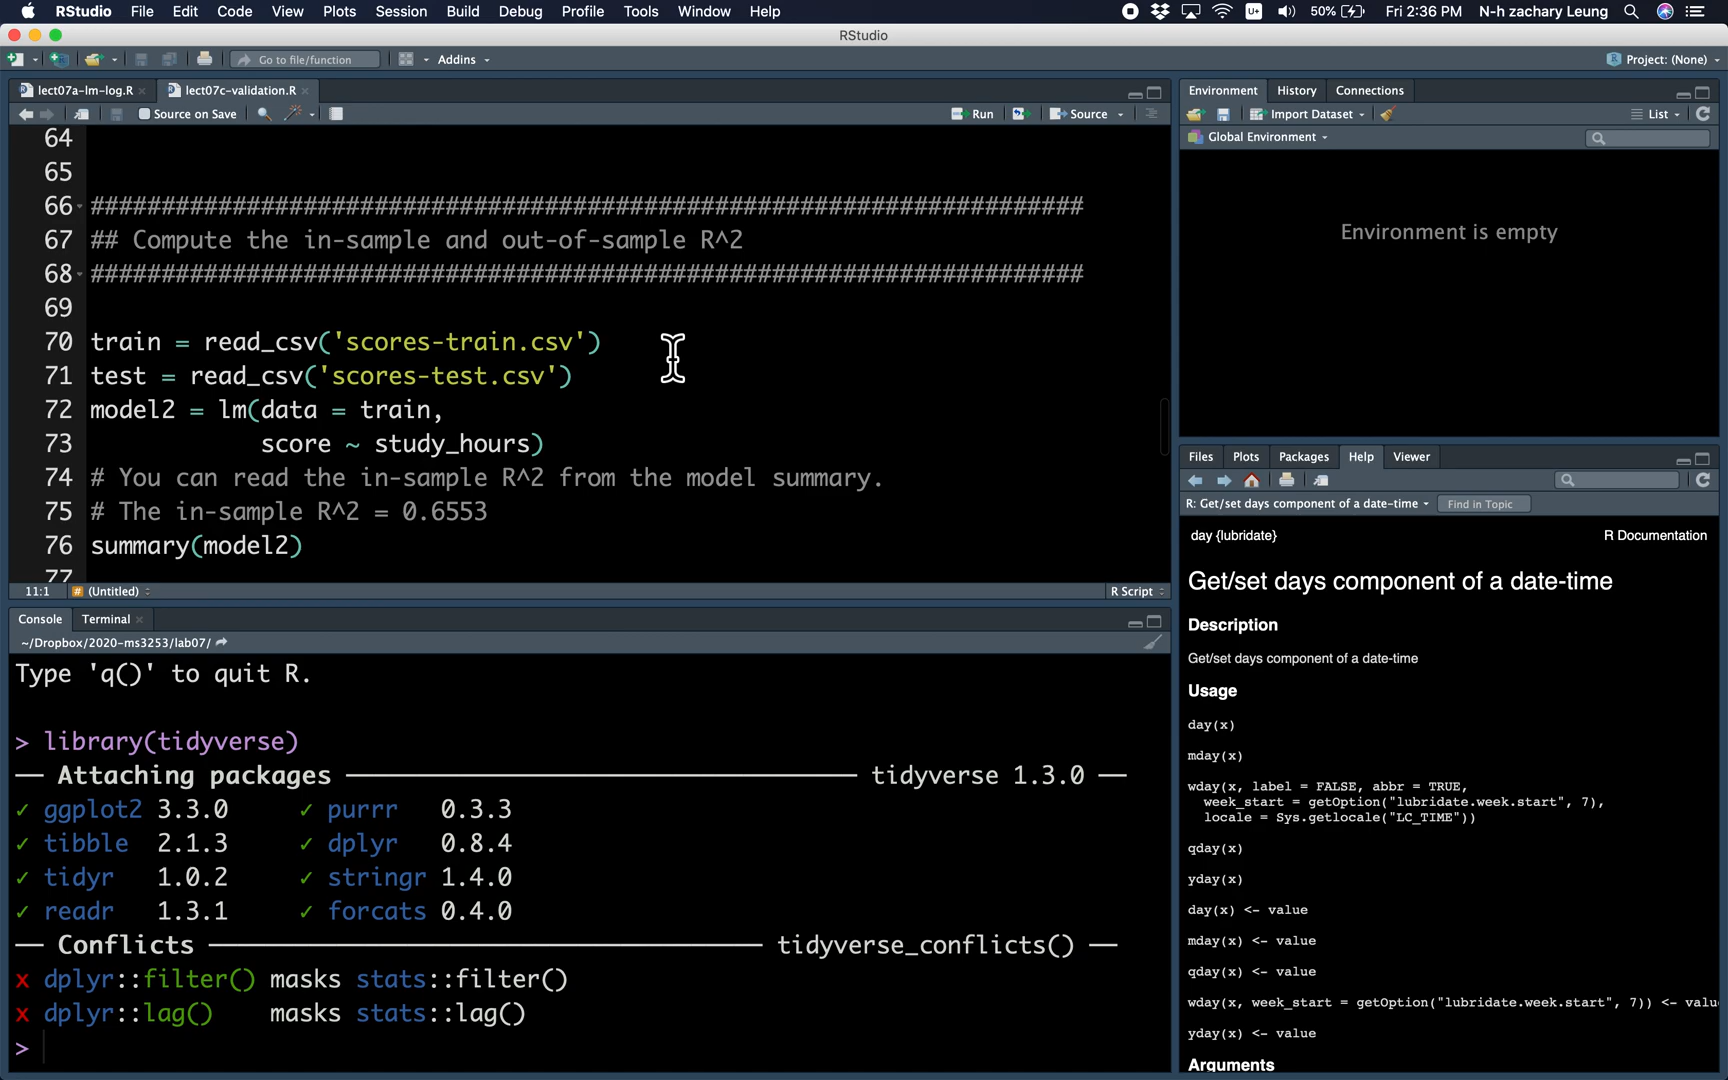 RStudio File Edit Code View Plots Session Build Debug Profile Tools Window Help 50% Fri 2:36 PM N-h zachary Leung
RStudio
Go to file/function Addins Project: (None)
lect07a-lm-log.R lect07c-validation.R
Source on Save Run Source
64
65
66 ######################################################################
67 ## Compute the in-sample and out-of-sample R^2
68 ######################################################################
69
70 train = read_csv('scores-train.csv')
71 test = read_csv('scores-test.csv')
72 model2 = lm(data = train,
73 score ~ study_hours)
74 # You can read the in-sample R^2 from the model summary.
75 # The in-sample R^2 = 0.6553
76 summary(model2)
77
11:1 # (Untitled) R Script
Console Terminal
~/Dropbox/2020-ms3253/lab07/
Type 'q()' to quit R.
> library(tidyverse)
── Attaching packages ── tidyverse 1.3.0 ──
✓ ggplot2 3.3.0 ✓ purrr 0.3.3
✓ tibble 2.1.3 ✓ dplyr 0.8.4
✓ tidyr 1.0.2 ✓ stringr 1.4.0
✓ readr 1.3.1 ✓ forcats 0.4.0
── Conflicts ── tidyverse_conflicts() ──
x dplyr::filter() masks stats::filter()
x dplyr::lag() masks stats::lag()
>
Environment History Connections
Import Dataset List
Global Environment
Environment is empty
Files Plots Packages Help Viewer
R: Get/set days component of a date-time Find in Topic
day {lubridate} R Documentation
Get/set days component of a date-time
Description
Get/set days component of a date-time
Usage
day(x)
mday(x)
wday(x, label = FALSE, abbr = TRUE,
week_start = getOption("lubridate.week.start", 7),
locale = Sys.getlocale("LC_TIME"))
qday(x)
yday(x)
day(x) <- value
mday(x) <- value
qday(x) <- value
wday(x, week_start = getOption("lubridate.week.start", 7)) <- valu
yday(x) <- value
Arguments